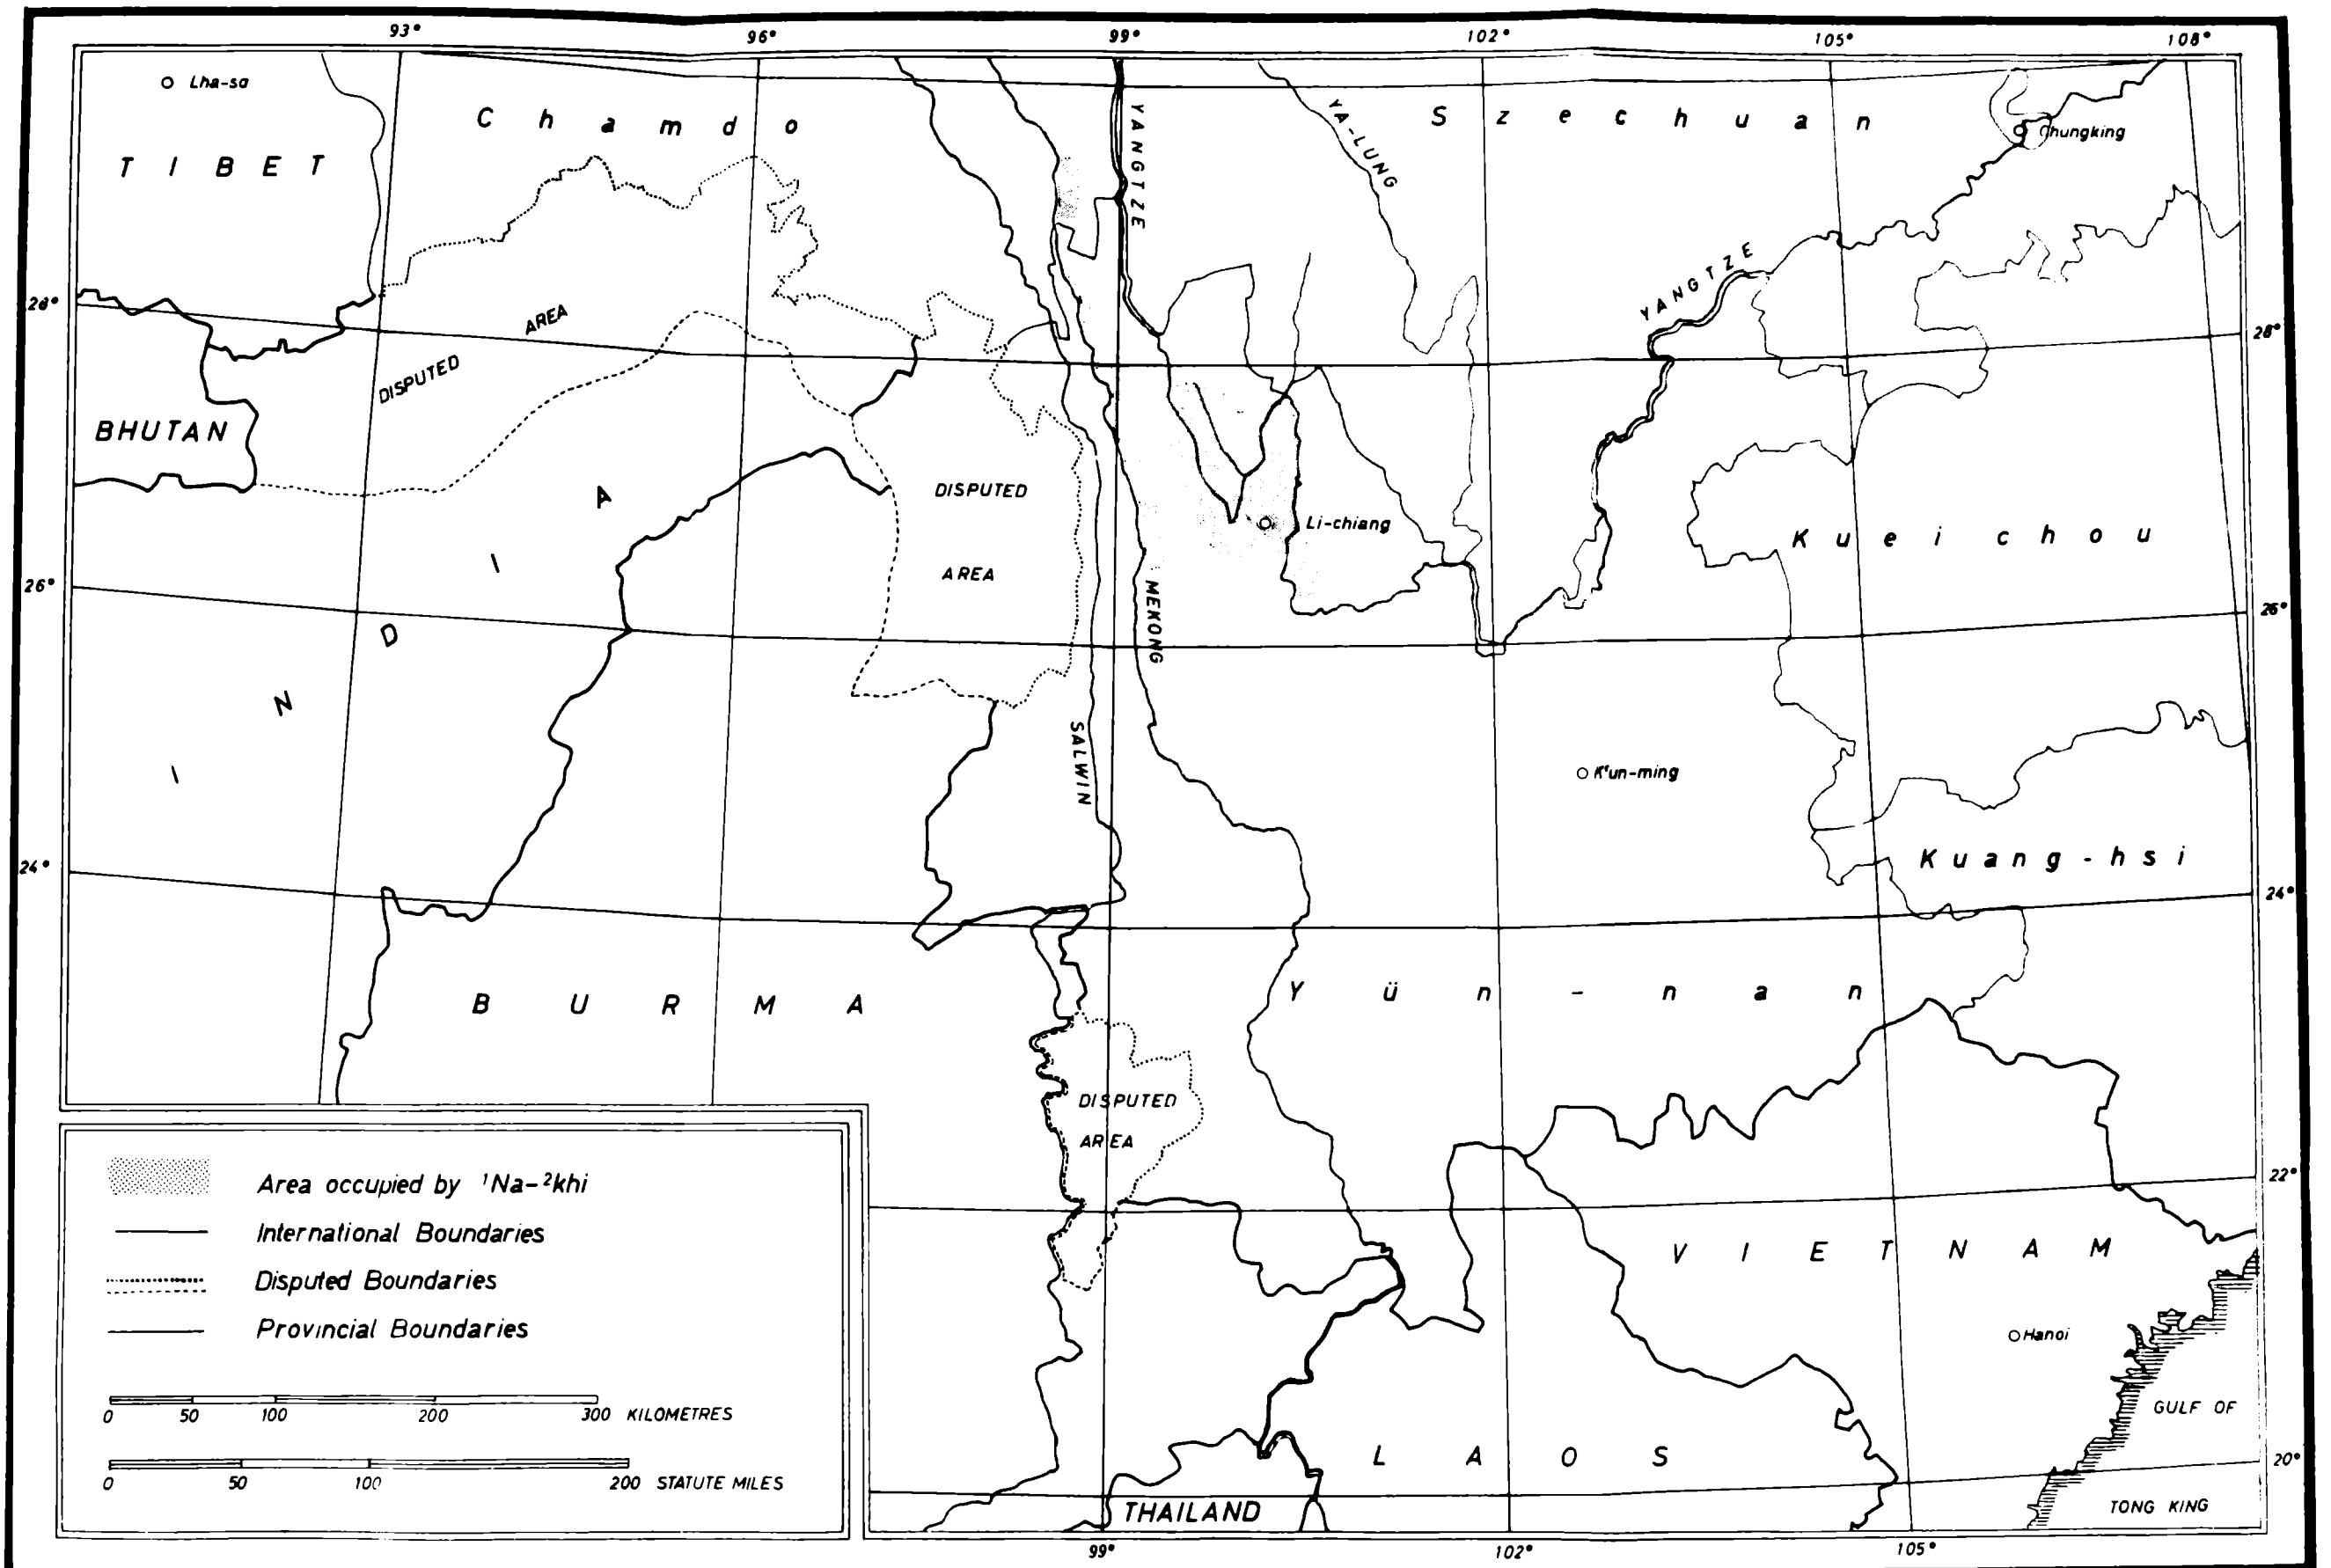 93°
96°
99°
102°
105°
108°
Lha-sa
Chamdo
YANGTZE
YA-LUNG
Szechuan
Chungking
TIBET
YANGTZE
28°
28°
DISPUTED AREA
BHUTAN
DISPUTED
AREA
Li-chiang
Kueichou
26°
26°
MEKONG
INDIA
SALWIN
K'un-ming
24°
24°
Kuang-hsi
BURMA
Yün-nan
DISPUTED
AREA
22°
VIETNAM
Hanoi
GULF OF
TONG KING
LAOS
20°
THAILAND
99°
102°
105°
Area occupied by ¹Na-²khi
International Boundaries
Disputed Boundaries
Provincial Boundaries
0 50 100 200 300 KILOMETRES
0 50 100 200 STATUTE MILES